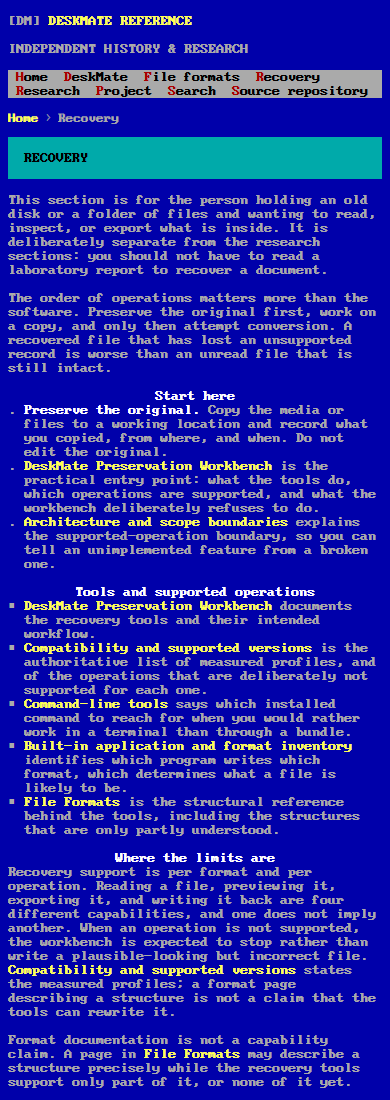 [DM] DESKMATE REFERENCE
INDEPENDENT HISTORY & RESEARCH
Home DeskMate File formats Recovery
Research Project Search Source repository
Home > Recovery
RECOVERY
This section is for the person holding an old
disk or a folder of files and wanting to read,
inspect, or export what is inside. It is
deliberately separate from the research
sections: you should not have to read a
laboratory report to recover a document.
The order of operations matters more than the
software. Preserve the original first, work on
a copy, and only then attempt conversion. A
recovered file that has lost an unsupported
record is worse than an unread file that is
still intact.
Start here
. Preserve the original. Copy the media or
files to a working location and record what
you copied, from where, and when. Do not
edit the original.
. DeskMate Preservation Workbench is the
practical entry point: what the tools do,
which operations are supported, and what the
workbench deliberately refuses to do.
. Architecture and scope boundaries explains
the supported-operation boundary, so you can
tell an unimplemented feature from a broken
one.
Tools and supported operations
▪ DeskMate Preservation Workbench documents
the recovery tools and their intended
workflow.
▪ Compatibility and supported versions is the
authoritative list of measured profiles, and
of the operations that are deliberately not
supported for each one.
▪ Command-line tools says which installed
command to reach for when you would rather
work in a terminal than through a bundle.
▪ Built-in application and format inventory
identifies which program writes which
format, which determines what a file is
likely to be.
▪ File Formats is the structural reference
behind the tools, including the structures
that are only partly understood.
Where the limits are
Recovery support is per format and per
operation. Reading a file, previewing it,
exporting it, and writing it back are four
different capabilities, and one does not imply
another. When an operation is not supported,
the workbench is expected to stop rather than
write a plausible-looking but incorrect file.
Compatibility and supported versions states
the measured profiles; a format page
describing a structure is not a claim that the
tools can rewrite it.
Format documentation is not a capability
claim. A page in File Formats may describe a
structure precisely while the recovery tools
support only part of it, or none of it yet.